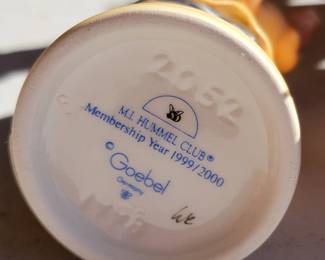 2052
M.I. HUMMEL CLUB®
Membership Year 1999/2000
© Goebel
Germany